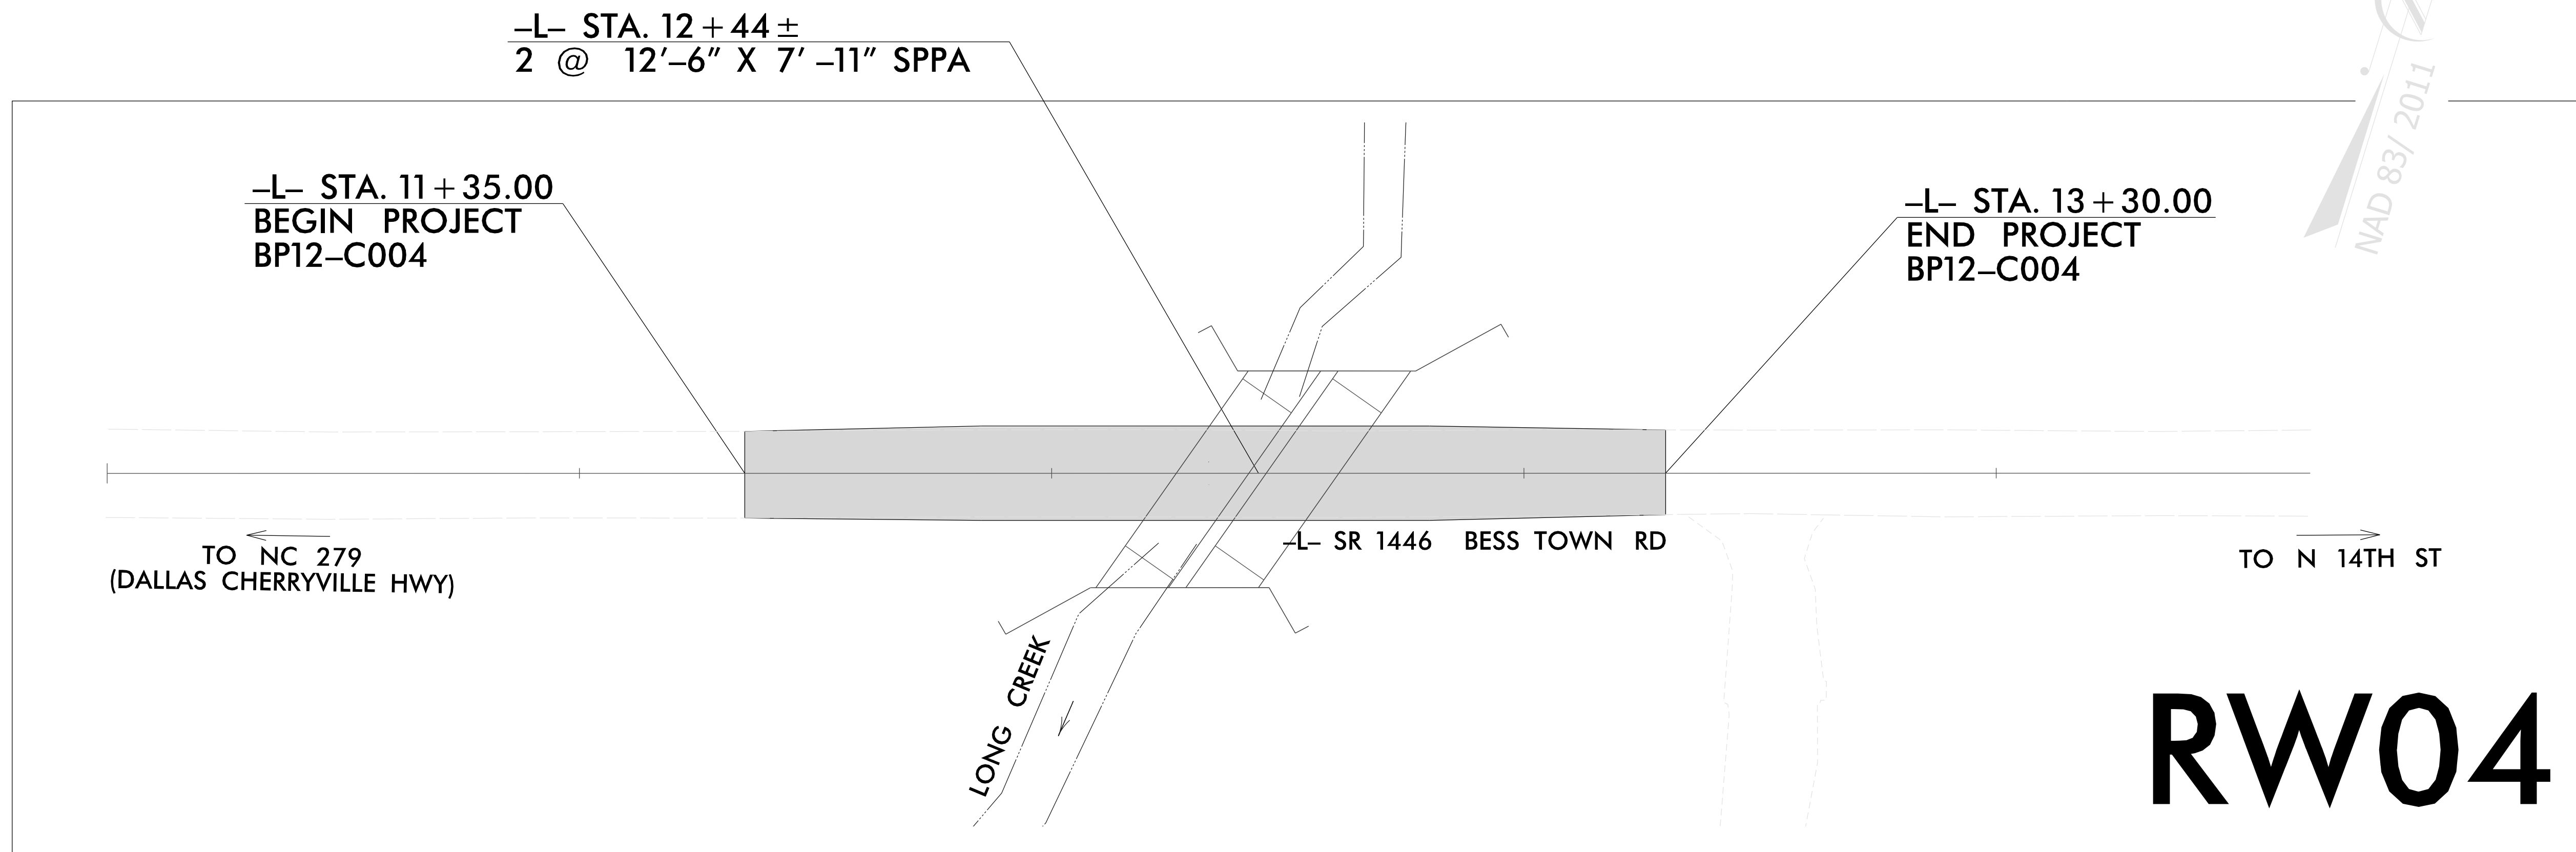 –L– STA. 12+44 ±
2 @ 12'–6" X 7' –11" SPPA
–L– STA. 11+35.00
BEGIN PROJECT
BP12–C004
–L– STA. 13+30.00
END PROJECT
BP12–C004
NAD 83/ 2011
–L– SR 1446 BESS TOWN RD
TO NC 279
(DALLAS CHERRYVILLE HWY)
TO N 14TH ST
LONG CREEK
RW04